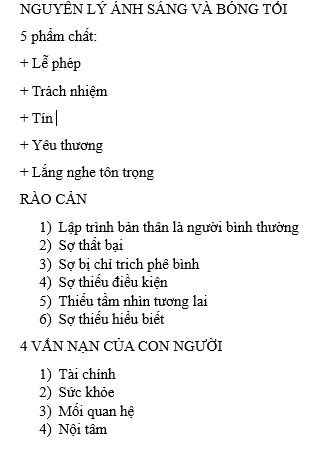 NGUYÊN LÝ ÁNH SÁNG VÀ BÓNG TỐI
5 phẩm chất:
+ Lễ phép
+ Trách nhiệm
+ Tín
+ Yêu thương
+ Lắng nghe tôn trọng
RÀO CẢN
1) Lập trình bản thân là người bình thường
2) Sợ thất bại
3) Sợ bị chỉ trich phê bình
4) Sợ thiếu điều kiện
5) Thiếu tầm nhìn tương lai
6) Sợ thiếu hiểu biết
4 VẤN NẠN CỦA CON NGƯỜI
1) Tài chính
2) Sức khỏe
3) Mối quan hệ
4) Nội tâm